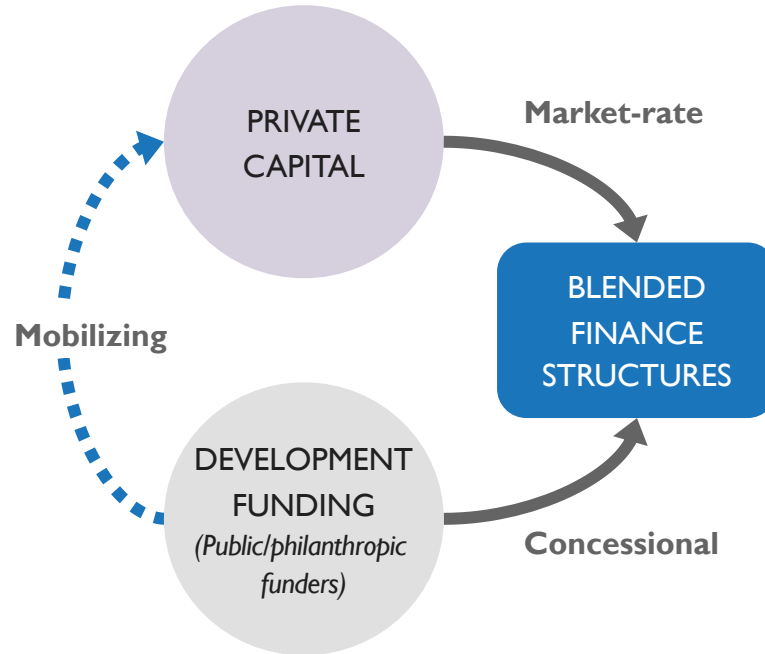 PRIVATE
CAPITAL
Market-rate
BLENDED
FINANCE
STRUCTURES
Mobilizing
DEVELOPMENT
FUNDING
(Public/philanthropic
funders)
Concessional